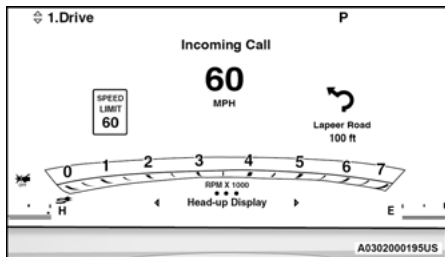 1.Drive
P
Incoming Call
SPEED
LIMIT
60
60
MPH
Lapeer Road
100 ft
0 1 2 3 4 5 6 7
RPM X 1000
H
Head-up Display
E
A0302000195US